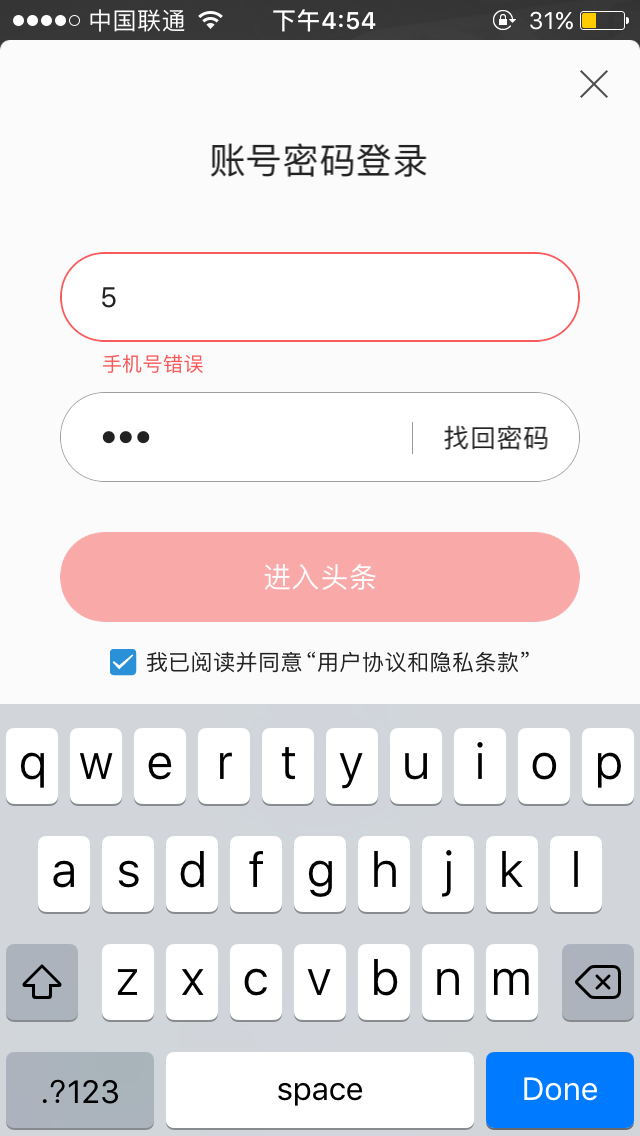 中国联通 下午4:54 31%
账号密码登录
5
手机号错误
••• 找回密码
进入头条
我已阅读并同意“用户协议和隐私条款”
q w e r t y u i o p
a s d f g h j k l
z x c v b n m
.?123 space Done